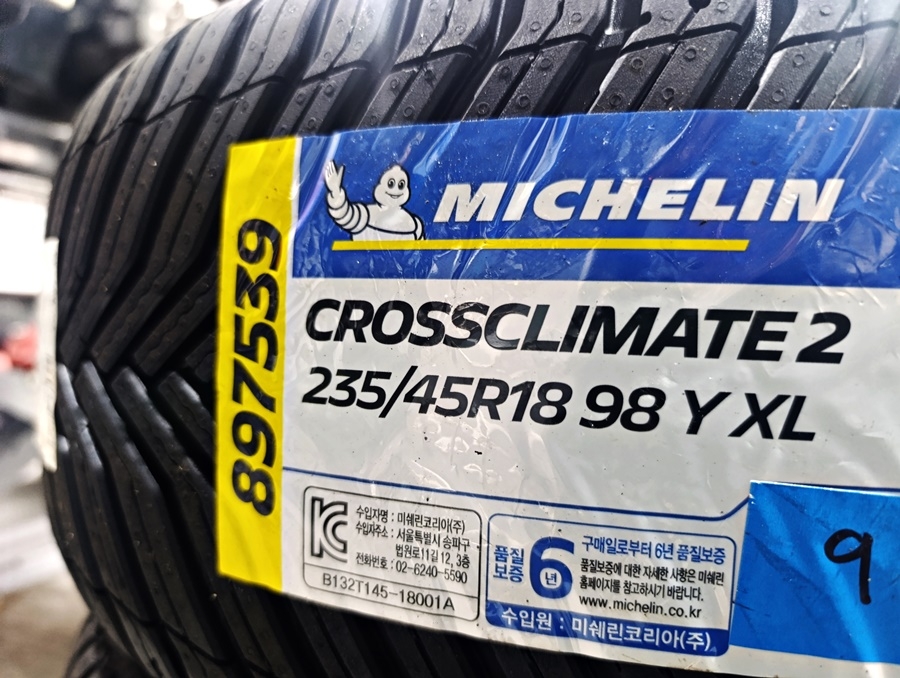 897539
MICHELIN
CROSSCLIMATE 2
235/45R18 98 Y XL
KC
수입자명 : 미쉐린코리아(주)
수입자주소 : 서울특별시 송파구
법원로11길 12, 3층
전화번호 : 02-6240-5590
B132T145-18001A
품질
보증
6년
구매일로부터 6년 품질보증
품질보증에 대한 자세한 사항은 미쉐린
홈페이지를 참고하시기 바랍니다.
www.michelin.co.kr
수입원 : 미쉐린코리아(주)
9